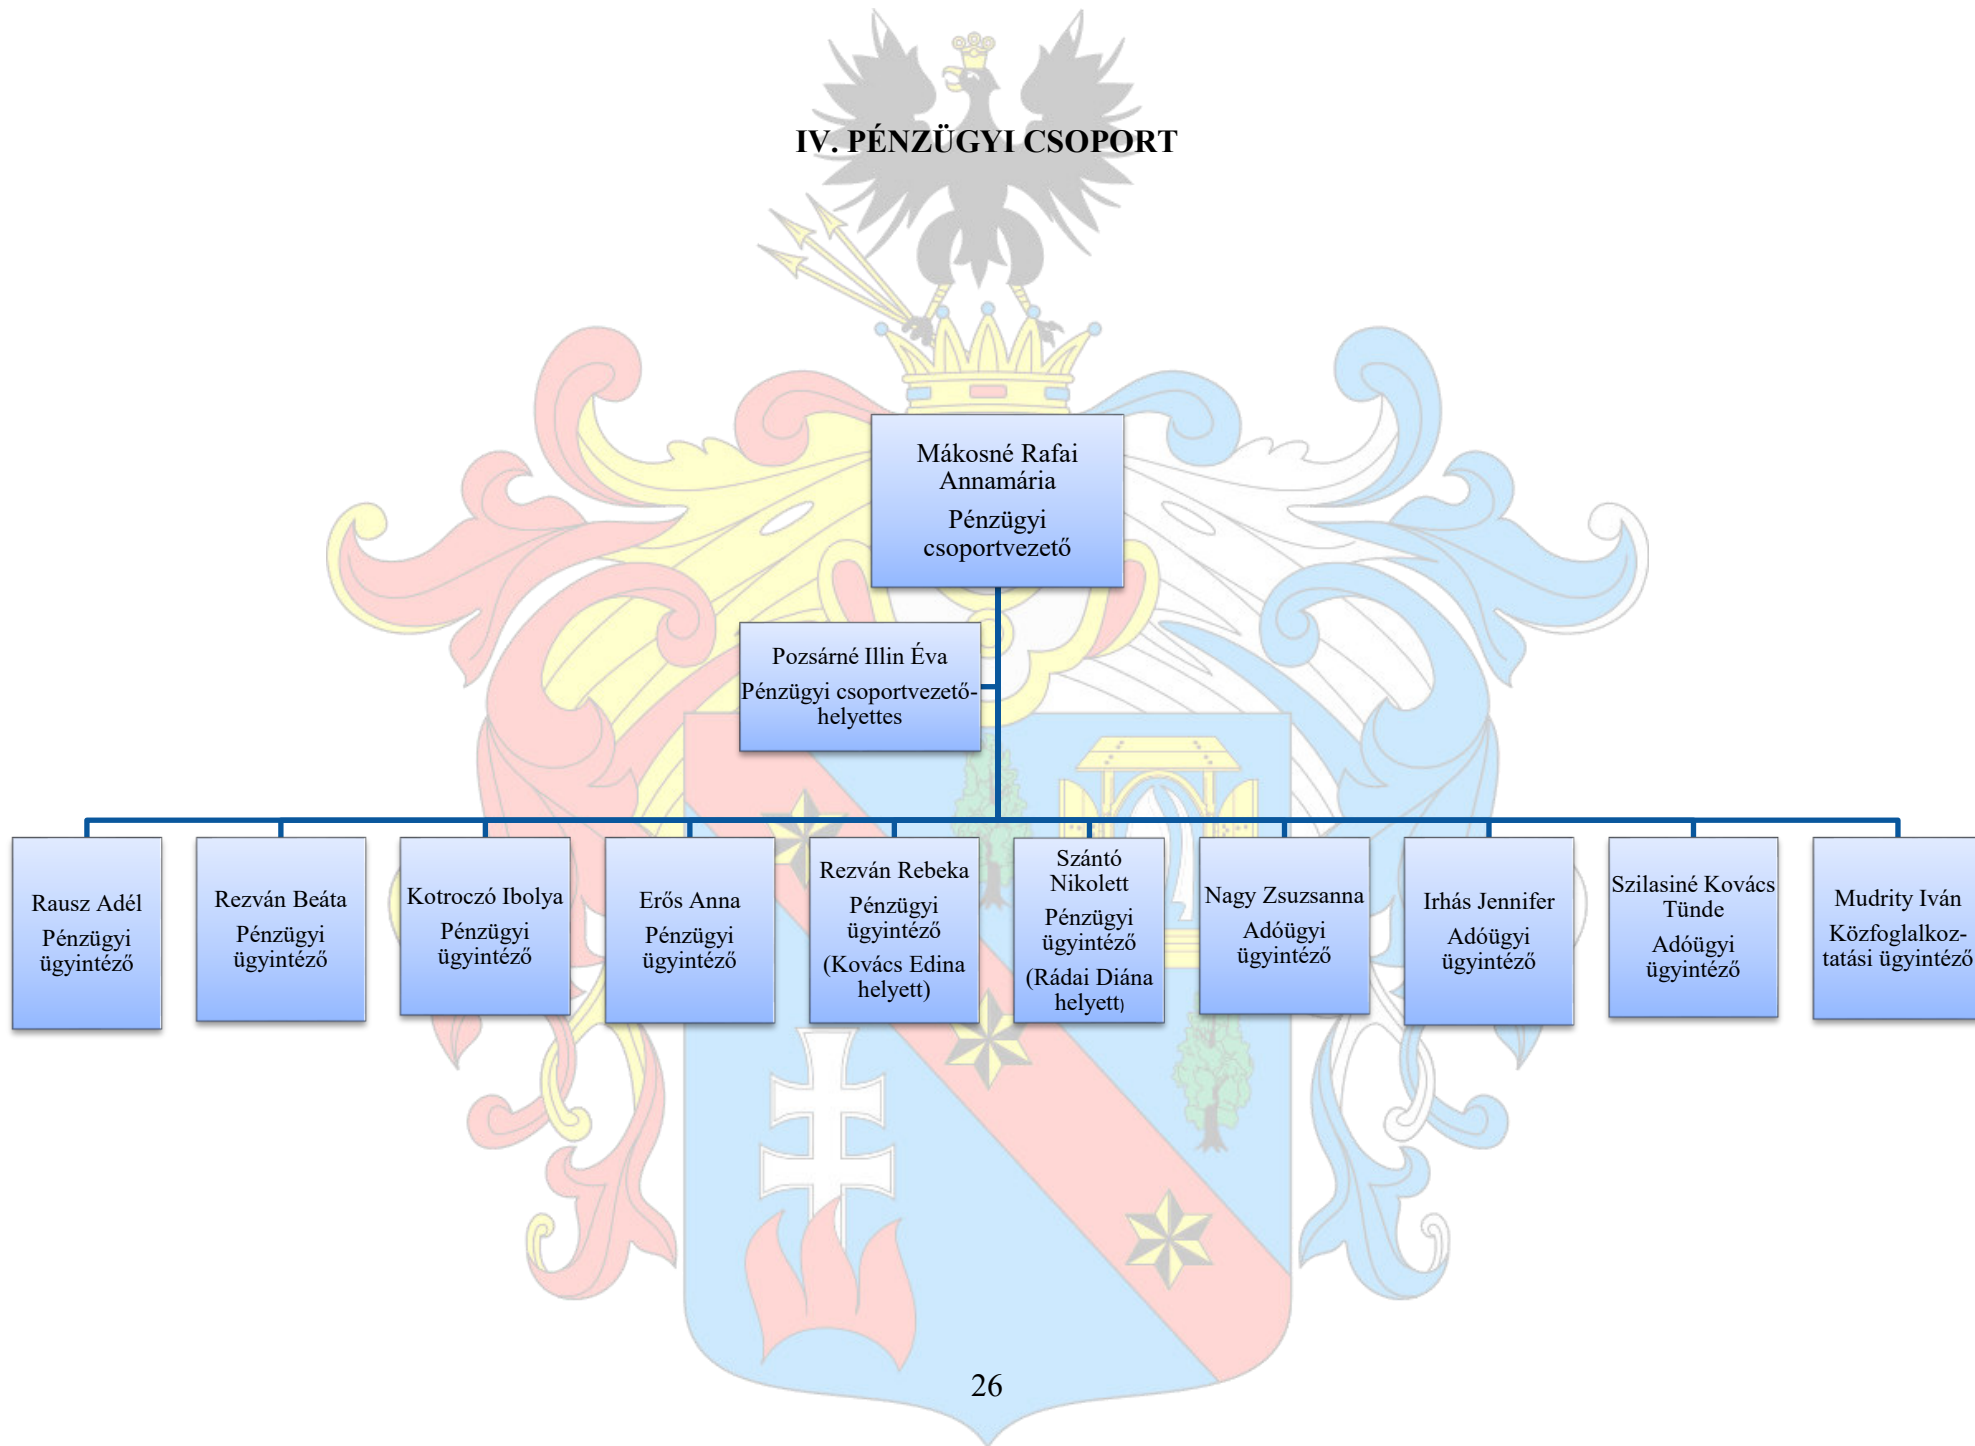 IV. PÉNZÜGYI CSOPORT
Mákosné Rafai
Annamária
Pénzügyi
csoportvezető
Pozsárné Illin Éva
Pénzügyi csoportvezető-
helyettes
Rausz Adél
Pénzügyi
ügyintéző
Rezván Beáta
Pénzügyi
ügyintéző
Kotroczó Ibolya
Pénzügyi
ügyintéző
Erős Anna
Pénzügyi
ügyintéző
Rezván Rebeka
Pénzügyi
ügyintéző
(Kovács Edina
helyett)
Szántó
Nikolett
Pénzügyi
ügyintéző
(Rádai Diána
helyett)
Nagy Zsuzsanna
Adóügyi
ügyintéző
Irhás Jennifer
Adóügyi
ügyintéző
Szilasiné Kovács
Tünde
Adóügyi
ügyintéző
Mudrity Iván
Közfoglalkoz-
tatási ügyintéző
26